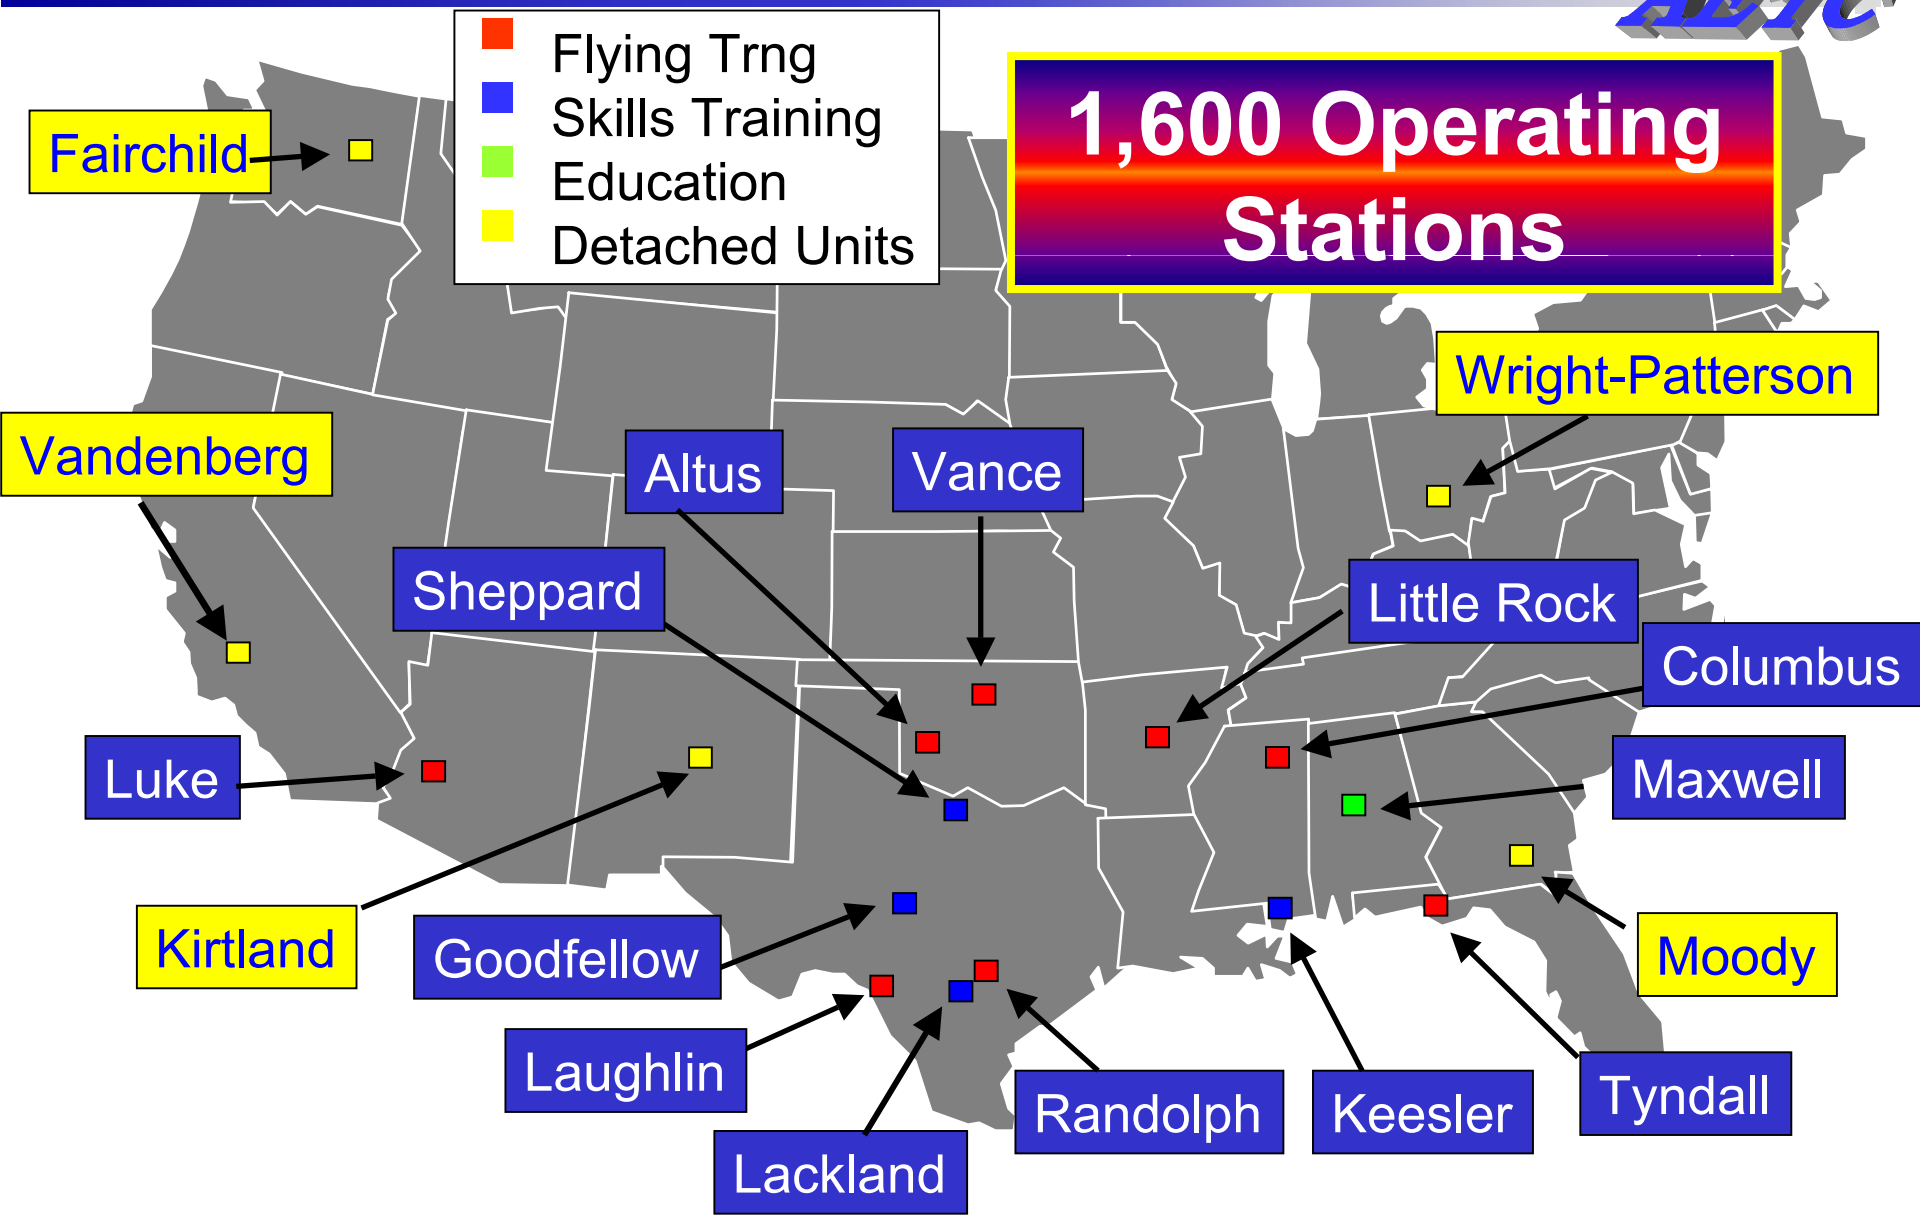 AETC
Flying Trng
Skills Training
Education
Detached Units
1,600 Operating
Stations
Fairchild
Wright-Patterson
Vandenberg
Altus
Vance
Sheppard
Little Rock
Columbus
Luke
Maxwell
Kirtland
Goodfellow
Moody
Laughlin
Randolph
Keesler
Tyndall
Lackland